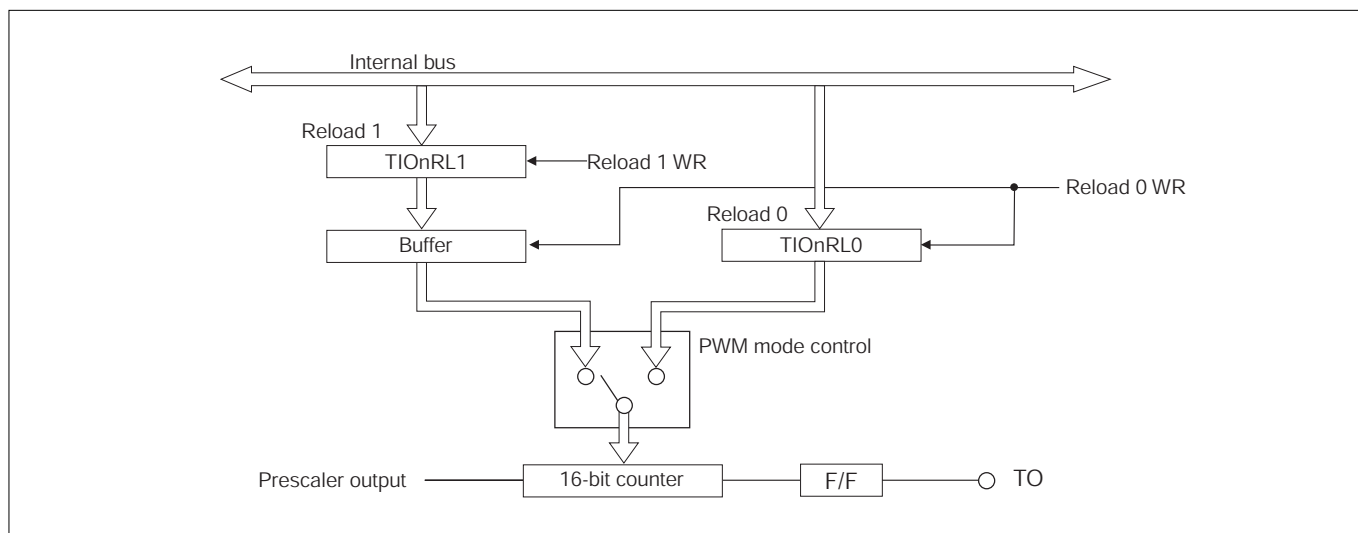 Internal bus
Reload 1
TIOnRL1
Reload 1 WR
Reload 0 WR
Reload 0
Buffer
TIOnRL0
PWM mode control
Prescaler output
16-bit counter
F/F
TO